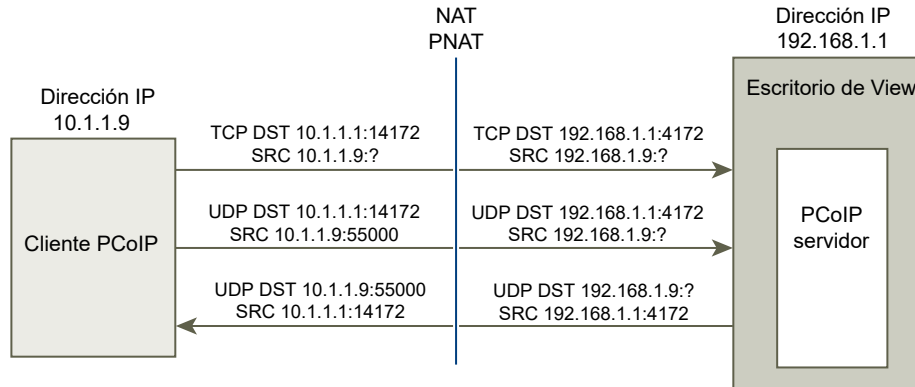 NAT
PNAT
Dirección IP
192.168.1.1
Escritorio de View
Dirección IP
10.1.1.9
TCP DST 10.1.1.1:14172
SRC 10.1.1.9:?
TCP DST 192.168.1.1:4172
SRC 192.168.1.9:?
Cliente PCoIP
UDP DST 10.1.1.1:14172
SRC 10.1.1.9:55000
UDP DST 192.168.1.1:4172
SRC 192.168.1.9:?
PCoIP
servidor
UDP DST 10.1.1.9:55000
SRC 10.1.1.1:14172
UDP DST 192.168.1.9:?
SRC 192.168.1.1:4172